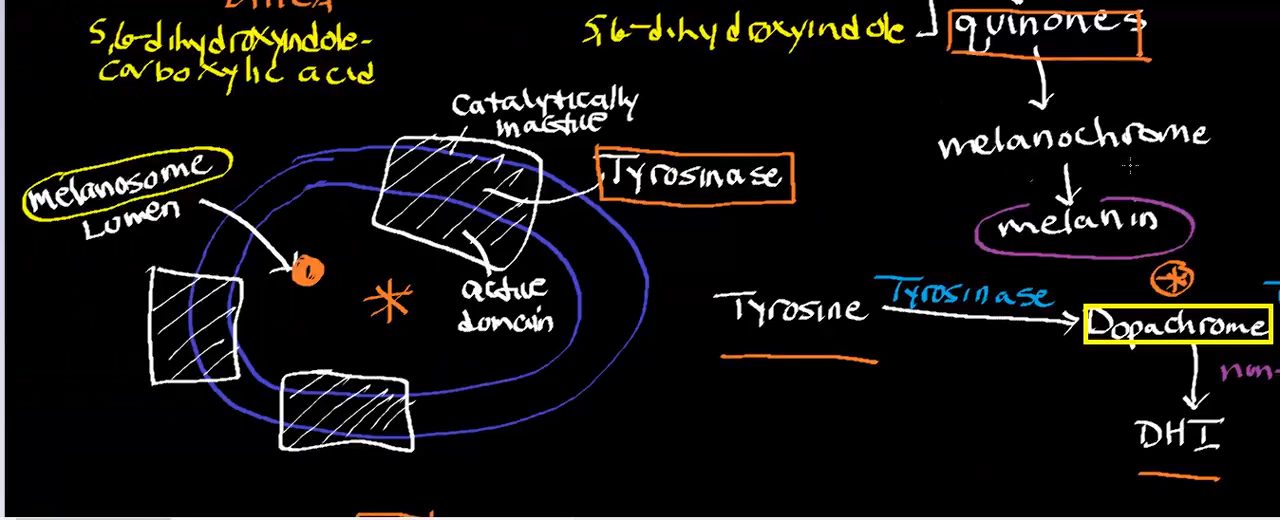 5,6-dihydroxyindole-
carboxylic acid
5,6-dihydroxyindole
quinones
melanochrome
melanin
Catalytically
inactive
Tyrosinase
melanosome
Lumen
active
domain
Tyrosine
Tyrosinase
Dopachrome
non-
DHI